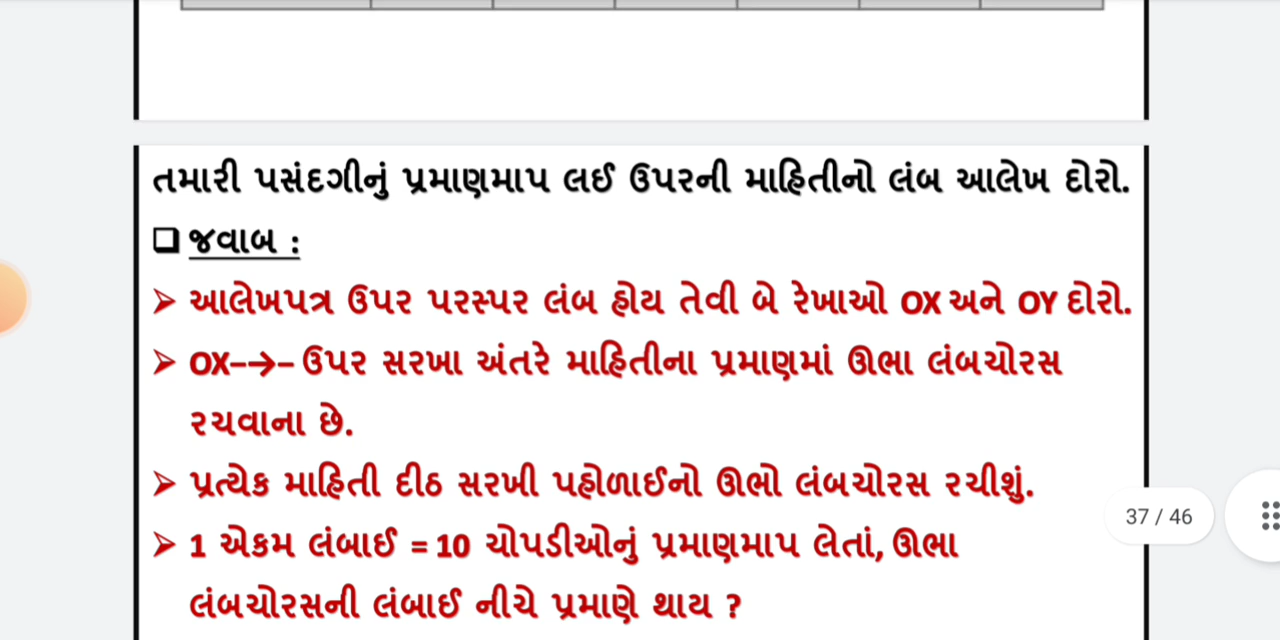 તમારી પસંદગીનું પ્રમાણમાપ લઈ ઉપરની માહિતીનો લંબ આલેખ દોરો.
❑ જવાબ :
➢ આલેખપત્ર ઉપર પરસ્પર લંબ હોય તેવી બે રેખાઓ OX અને OY દોરો.
➢ OX–→– ઉપર સરખા અંતરે માહિતીના પ્રમાણમાં ઊભા લંબચોરસ
રચવાના છે.
➢ પ્રત્યેક માહિતી દીઠ સરખી પહોળાઈનો ઊભો લંબચોરસ રચીશું.
37 / 46
➢ 1 એકમ લંબાઈ = 10 ચોપડીઓનું પ્રમાણમાપ લેતાં, ઊભા
લંબચોરસની લંબાઈ નીચે પ્રમાણે થાય ?